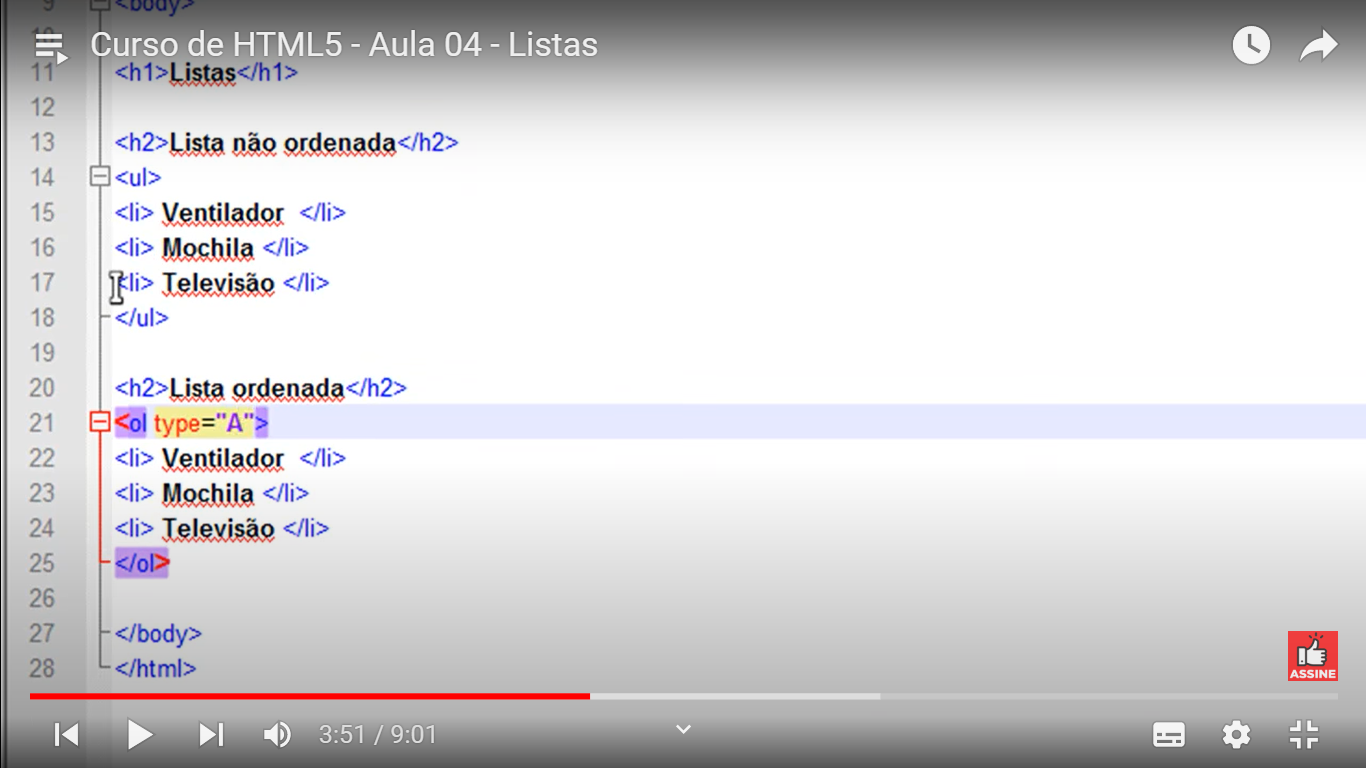 9 <body>
10
Curso de HTML5 - Aula 04 - Listas
11 <h1>Listas</h1>
12
13 <h2>Lista não ordenada</h2>
14 <ul>
15 <li> Ventilador </li>
16 <li> Mochila </li>
17 <li> Televisão </li>
18 </ul>
19
20 <h2>Lista ordenada</h2>
21 <ol type="A">
22 <li> Ventilador </li>
23 <li> Mochila </li>
24 <li> Televisão </li>
25 </ol>
26
27 </body>
28 </html>
ASSINE
3:51 / 9:01